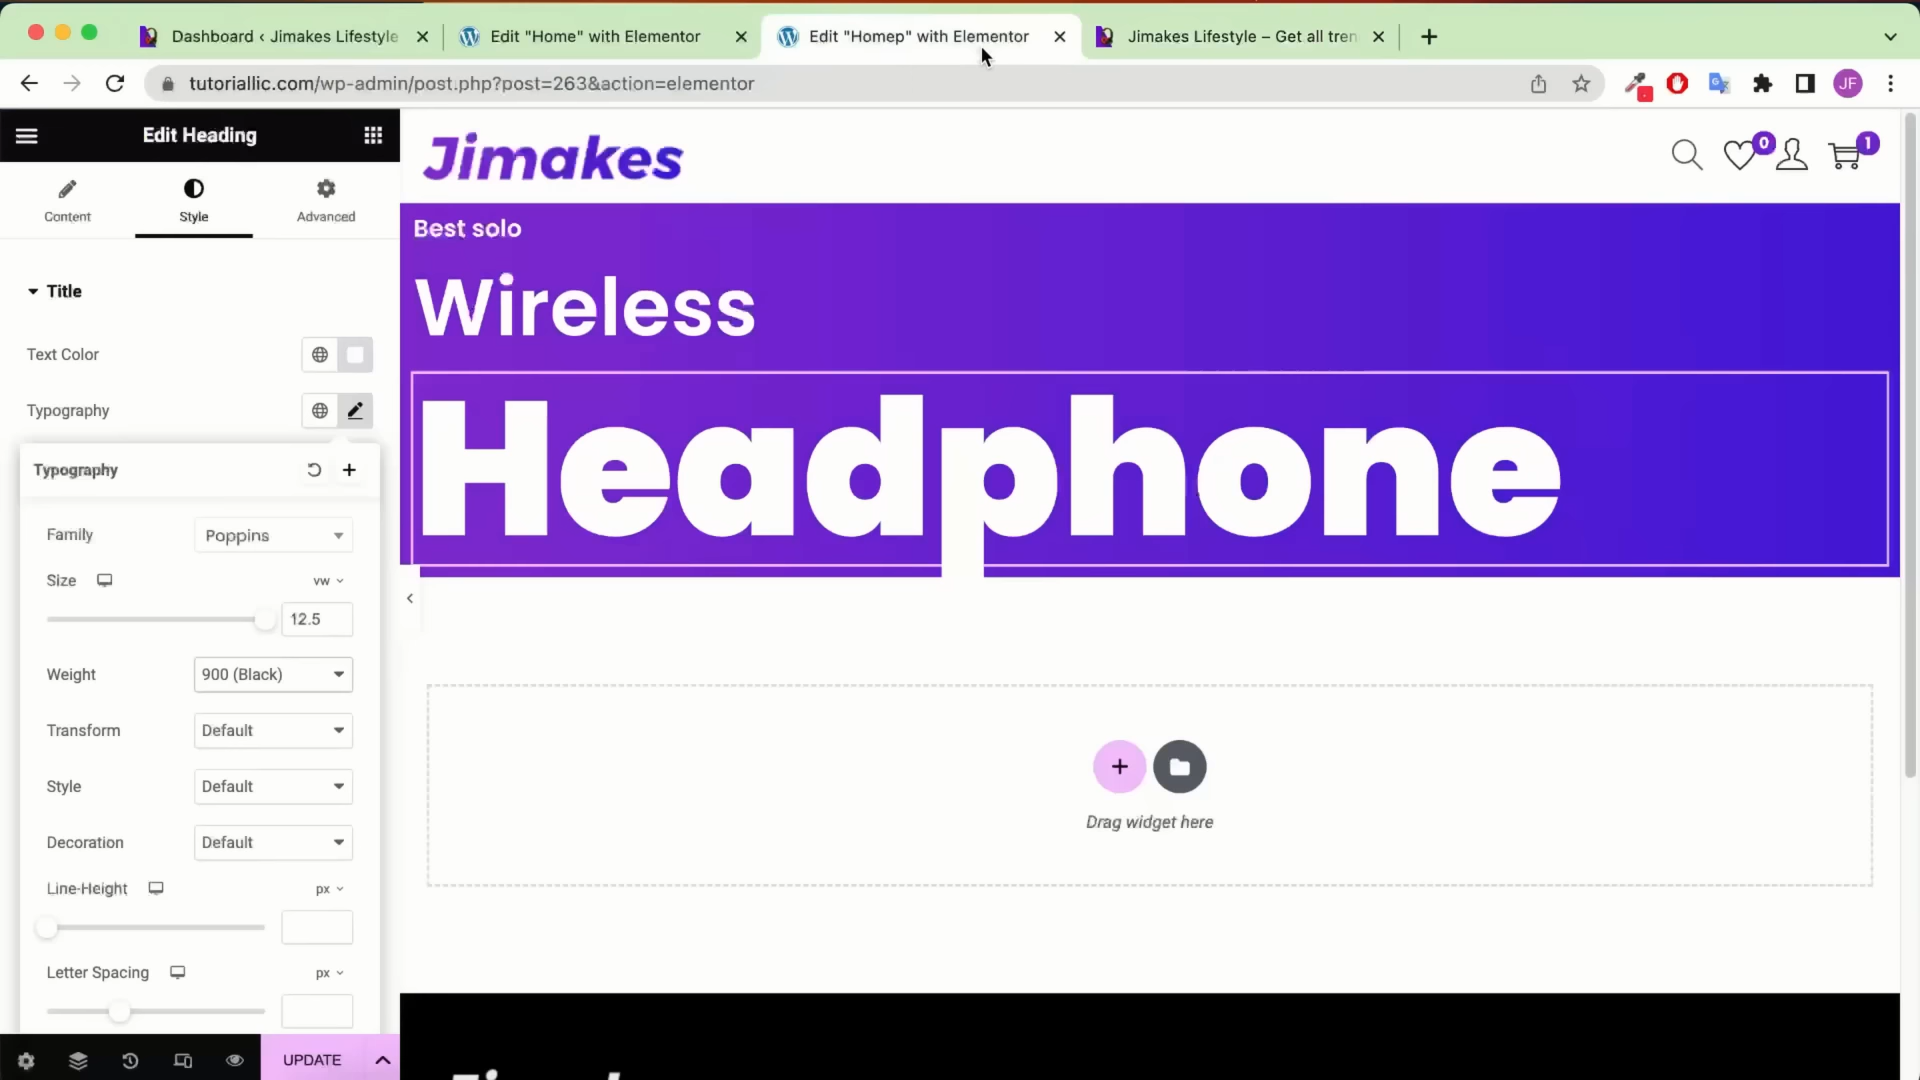 Dashboard ‹ Jimakes Lifestyle
Edit "Home" with Elementor
Edit "Homep" with Elementor
Jimakes Lifestyle – Get all tren
tutoriallic.com/wp-admin/post.php?post=263&action=elementor
JF
Edit Heading
Content
Style
Advanced
Title
Text Color
Typography
Typography
Family
Poppins
Size
vw
12.5
Weight
900 (Black)
Transform
Default
Style
Default
Decoration
Default
Line-Height
px
Letter Spacing
px
UPDATE
Jimakes
0
1
Best solo
Wireless
Headphone
Drag widget here